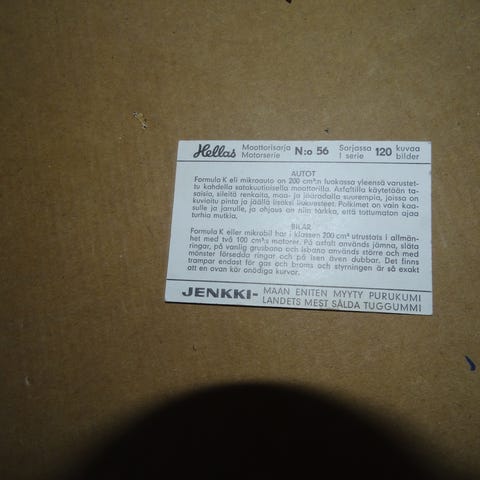 Hellas Moottorisarja N:o 56 Sarjassa 120 kuvaa
Motorserie I serie bilder
AUTOT
Formula K eli mikroauto on 200 cm³:n luokassa yleensä varustet-
tu kahdella satakuutioisella moottorilla. Asfaltilla käytetään ta-
saisia, sileitä renkaita, maa- ja jääradalla suurempia, joissa on
kuvioitu pinta ja jäällä lisäksi liukuesteet. Polkimet on vain kaa-
sulle ja jarrulle, ja ohjaus on niin tarkka, että tottumaton ajaa
turhia mutkia.
BILAR
Formula K eller mikrobil har i klassen 200 cm³ utrustats i allmän-
het med två 100 cm³:s motorer. På asfalt används jämna, släta
ringar, på vanlig grusbana och isbana används större och med
mönster försedda ringar och på isen även dubbar. Det finns
trampor endast för gas och broms och styrningen är så exakt
att en ovan kör onödiga kurvor.
JENKKI- MAAN ENITEN MYYTY PURUKUMI
LANDETS MEST SÅLDA TUGGUMMI